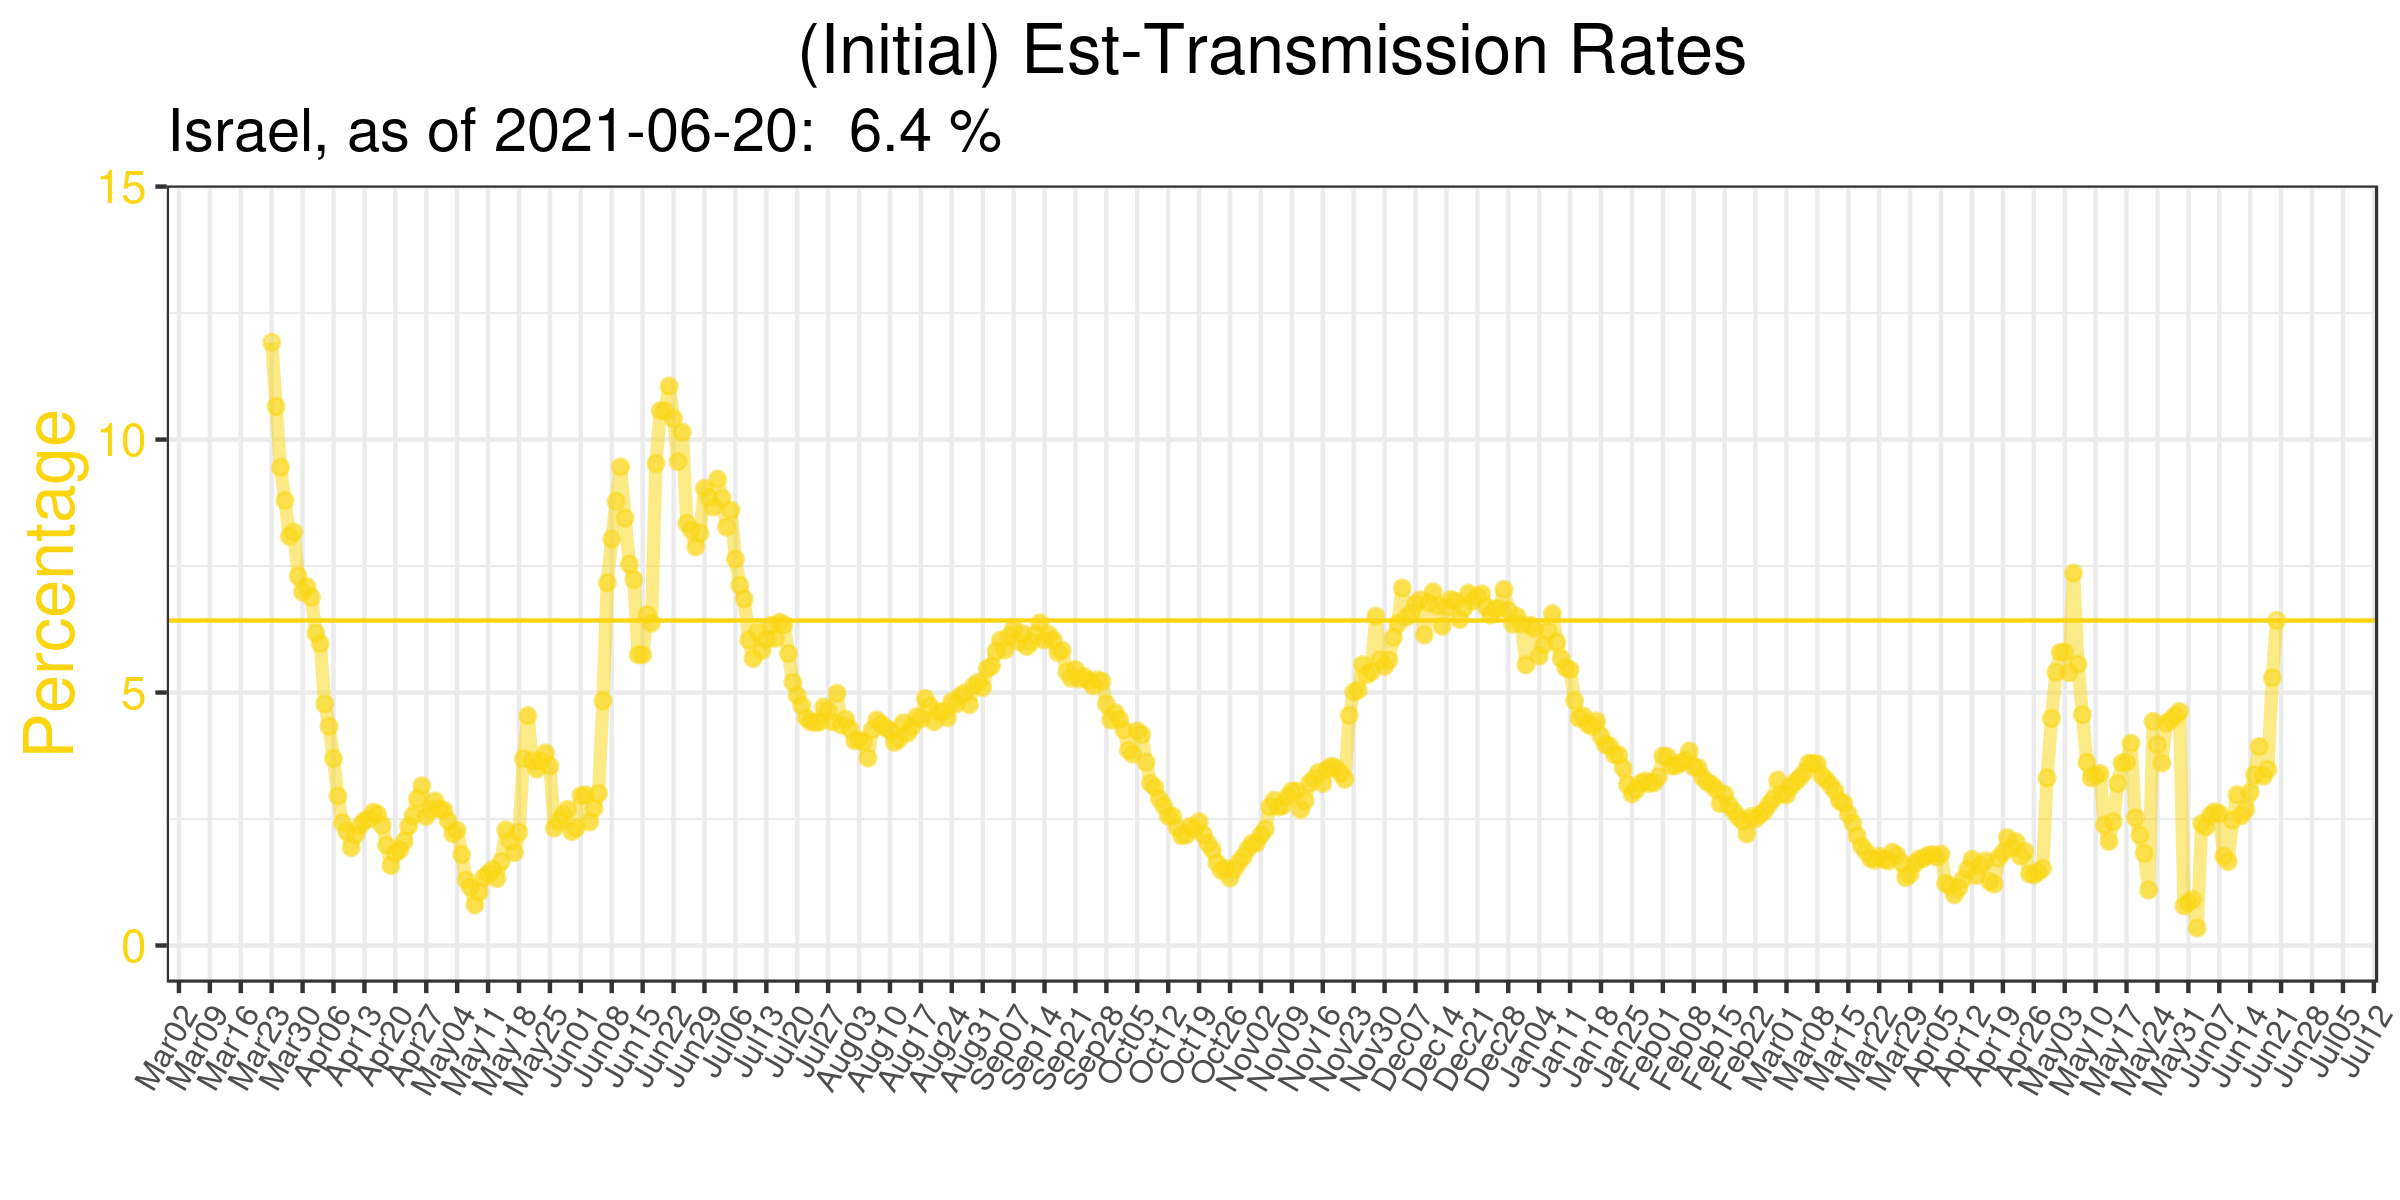 (Initial) Est-Transmission Rates
Israel, as of 2021-06-20:  6.4 %
Percentage
15
10
5
0
Mar02
Mar09
Mar16
Mar23
Mar30
Apr06
Apr13
Apr20
Apr27
May04
May11
May18
May25
Jun01
Jun08
Jun15
Jun22
Jun29
Jul06
Jul13
Jul20
Jul27
Aug03
Aug10
Aug17
Aug24
Aug31
Sep07
Sep14
Sep21
Sep28
Oct05
Oct12
Oct19
Oct26
Nov02
Nov09
Nov16
Nov23
Nov30
Dec07
Dec14
Dec21
Dec28
Jan04
Jan11
Jan18
Jan25
Feb01
Feb08
Feb15
Feb22
Mar01
Mar08
Mar15
Mar22
Mar29
Apr05
Apr12
Apr19
Apr26
May03
May10
May17
May24
May31
Jun07
Jun14
Jun21
Jun28
Jul05
Jul12